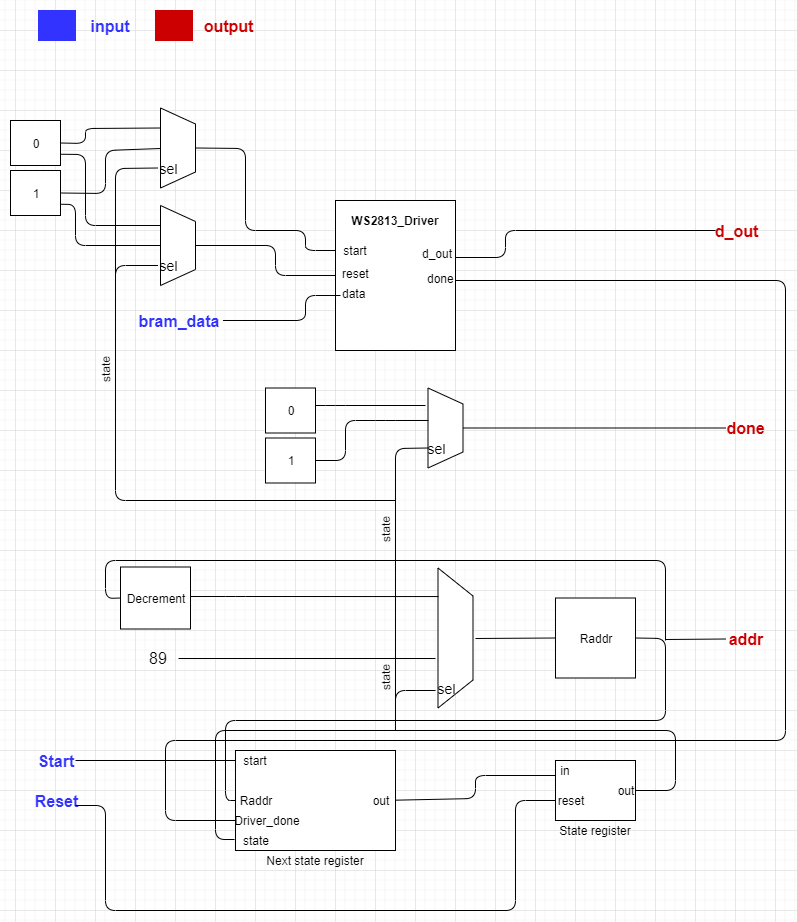 input output
0
sel
1
WS2813_Driver
start
d_out
d_out
sel
reset
done
data
bram_data
state
0
done
sel
1
state
Decrement
Raddr
addr
89
state
sel
Start
start
in
out
Raddr
out
reset
Reset
Driver_done
state
State register
Next state register